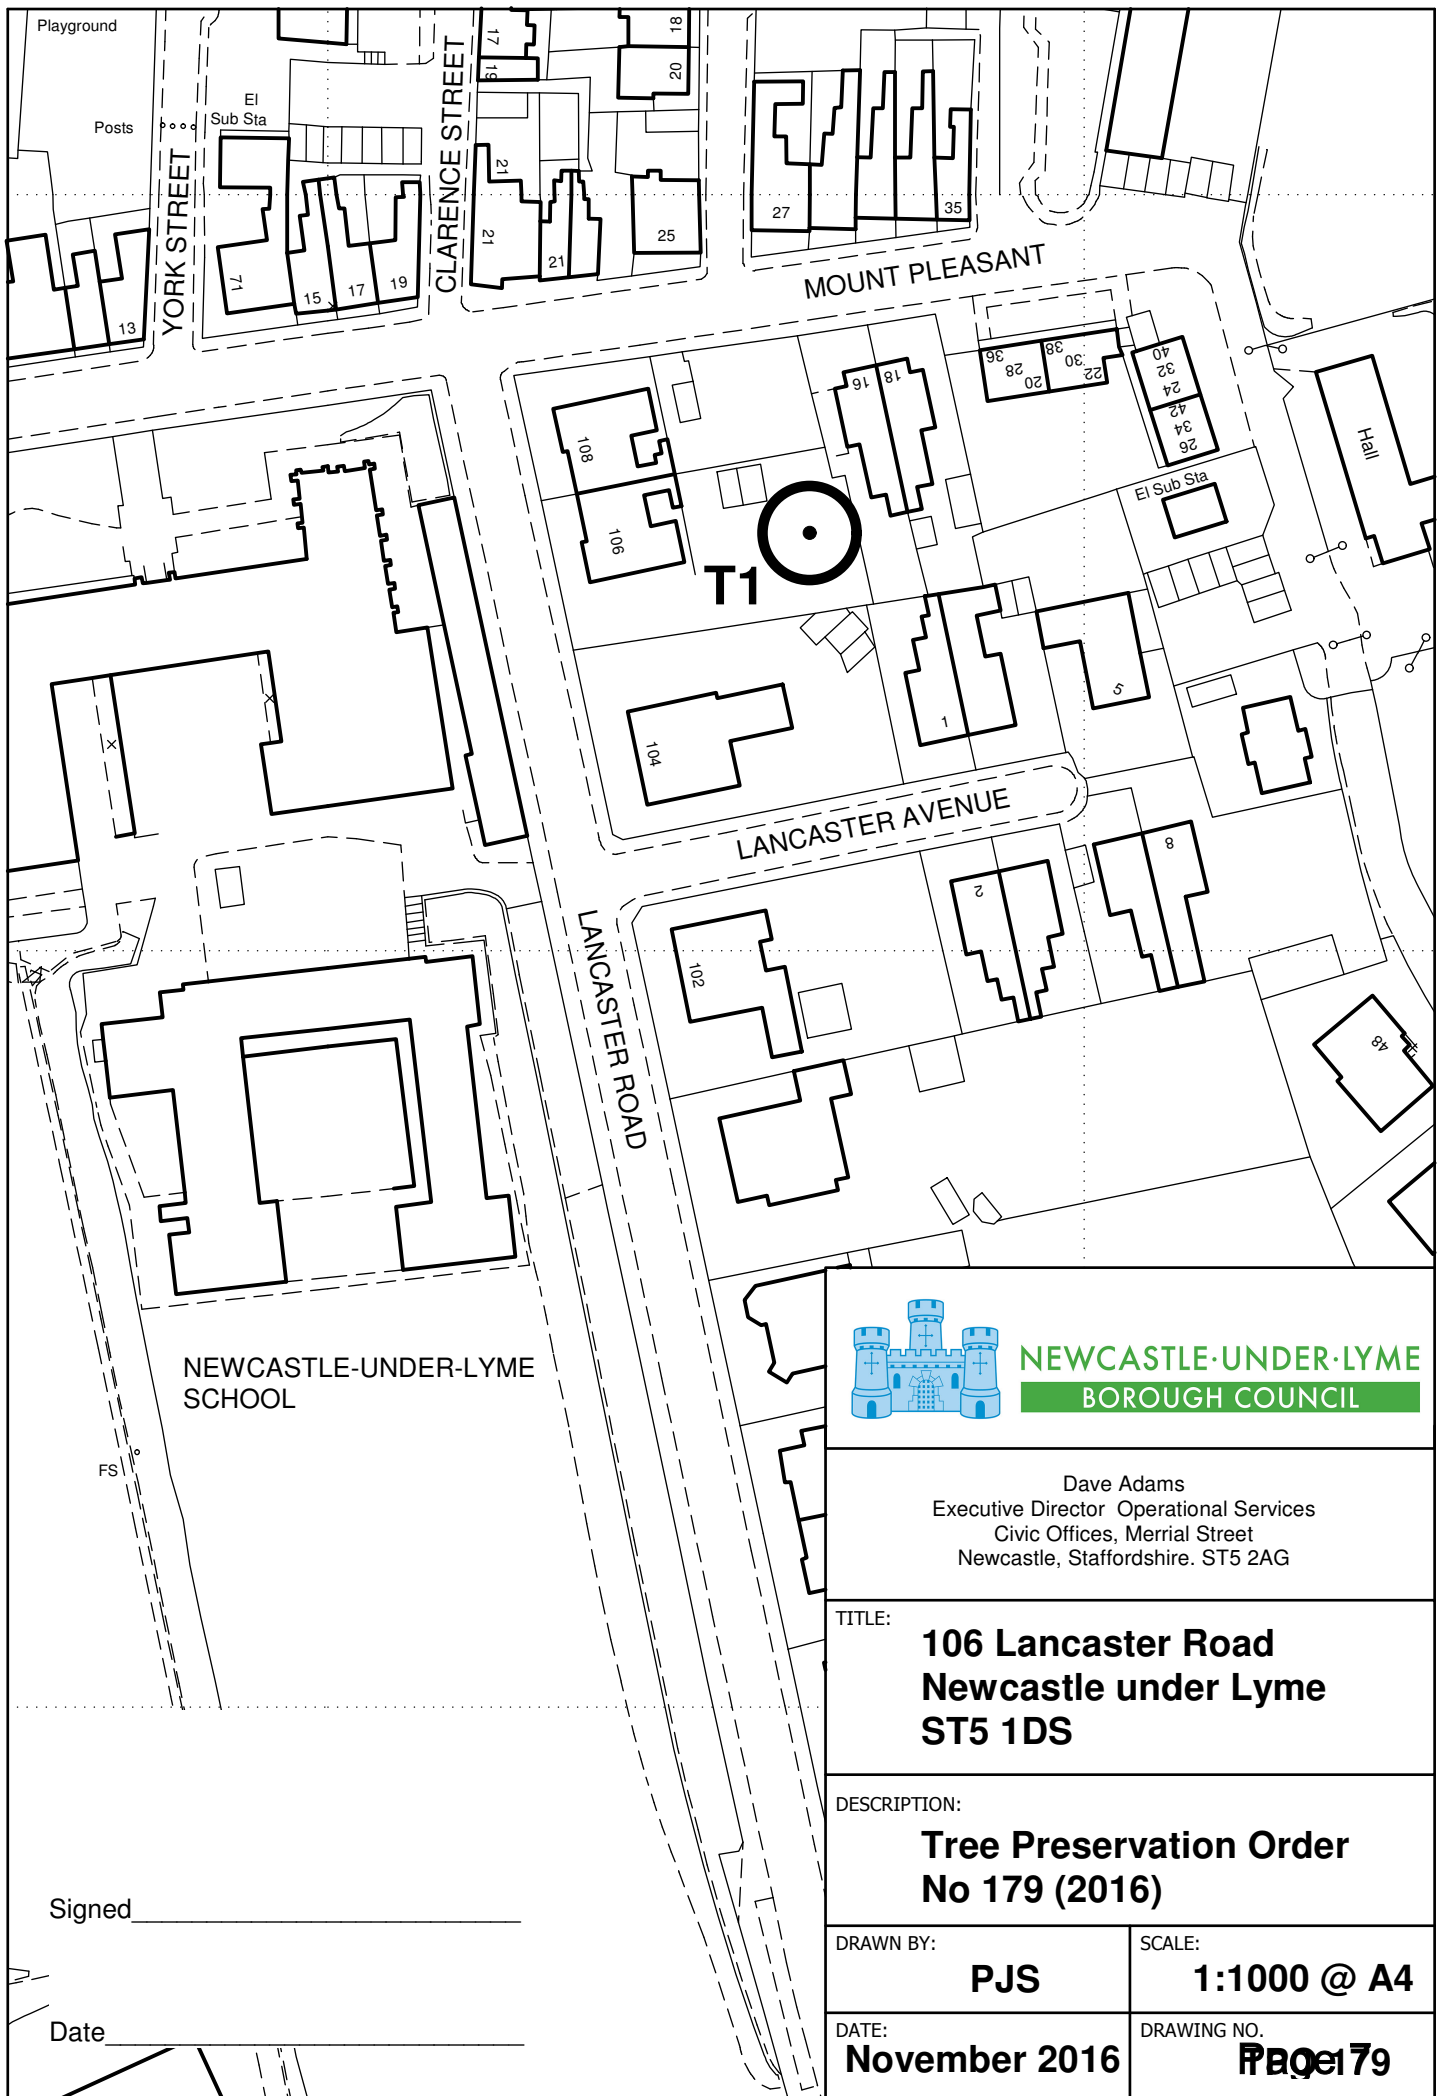 Playground
17
19
18
20
El
Sub Sta
Posts
YORK STREET
CLARENCE STREET
21
21
21
25
27
35
71
15
17
19
13
MOUNT PLEASANT
108
106
16
18
36
28
20
38
30
22
40
32
24
42
34
26
Hall
El Sub Sta
T1
104
1
5
LANCASTER AVENUE
2
8
102
LANCASTER ROAD
48
NEWCASTLE-UNDER-LYME
SCHOOL
FS
NEWCASTLE·UNDER·LYME
BOROUGH COUNCIL
Dave Adams
Executive Director Operational Services
Civic Offices, Merrial Street
Newcastle, Staffordshire. ST5 2AG
TITLE:
106 Lancaster Road
Newcastle under Lyme
ST5 1DS
DESCRIPTION:
Tree Preservation Order
No 179 (2016)
Signed
DRAWN BY:
PJS
SCALE:
1:1000 @ A4
Date
DATE:
November 2016
DRAWING NO.
TPO 179
Page 7